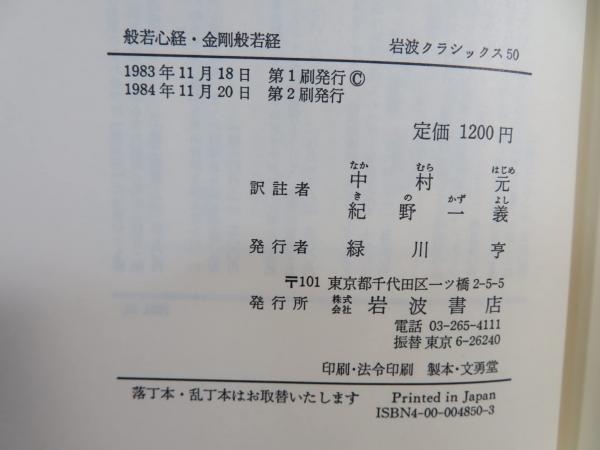 般若心経・金剛般若経 岩波クラシックス50
1983年11月18日 第1刷発行©
1984年11月20日 第2刷発行
定価 1200円
なか むら はじめ
訳註者 中村元
き の かず よし
紀野一義
発行者 緑川亨
〒101 東京都千代田区一ツ橋2-5-5
発行所 株式会社 岩波書店
電話 03-265-4111
振替 東京 6-26240
印刷・法令印刷 製本・文勇堂
落丁本・乱丁本はお取替いたします Printed in Japan
ISBN4-00-004850-3